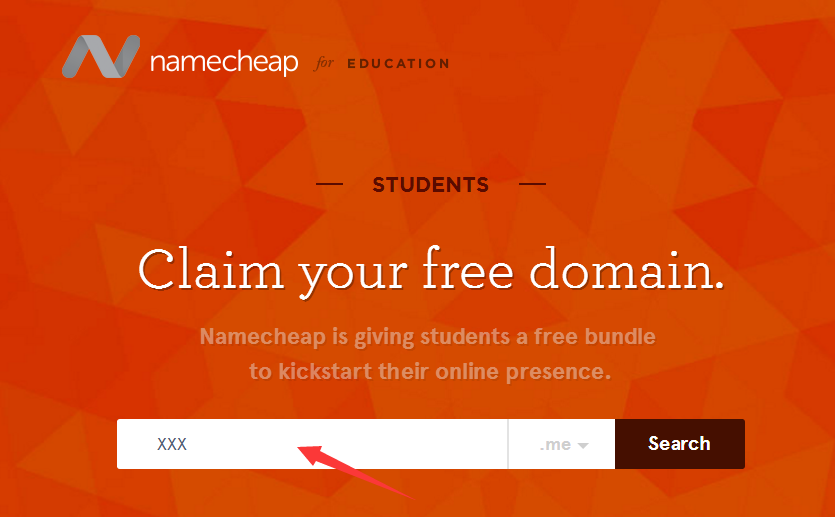 namecheap for EDUCATION
STUDENTS
Claim your free domain.
Namecheap is giving students a free bundle
to kickstart their online presence.
XXX .me Search